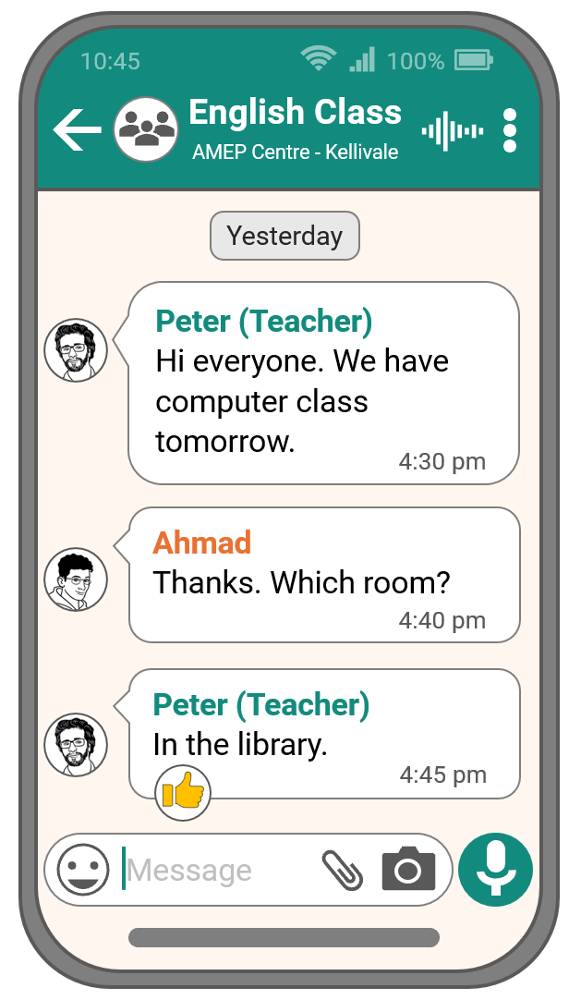 10:45
100%
English Class
AMEP Centre - Kellivale
Yesterday
Peter (Teacher)
Hi everyone. We have
computer class
tomorrow.
4:30 pm
Ahmad
Thanks. Which room?
4:40 pm
Peter (Teacher)
In the library.
4:45 pm
Message